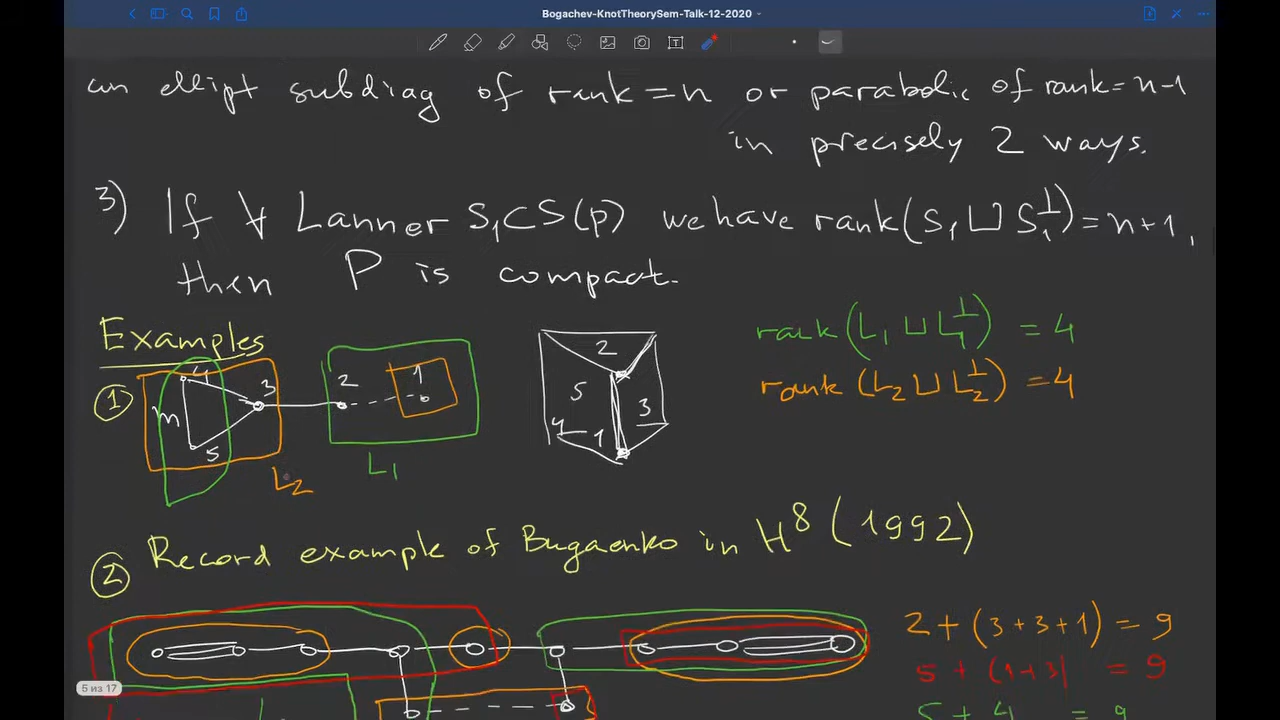 Bogachev-KnotTheorySem-Talk-12-2020
an ellipt subdiag of rank=n or parabolic of rank=n-1
in precisely 2 ways.
3) If ∀ Lanner S₁⊂S(p) we have rank(S₁ ⊔ S₁^⊥) = n+1,
then P is compact.
Examples
rank(L₁ ⊔ L₁^⊥) = 4
rank(L₂ ⊔ L₂^⊥) = 4
① 4 m 5 3 2 1
L₂ L₁
2 5 3 4 1
② Record example of Bugaenko in H⁸ (1992)
2 + (3+3+1) = 9
5 + (1+3) = 9
5 + 4 = 9
5 из 17